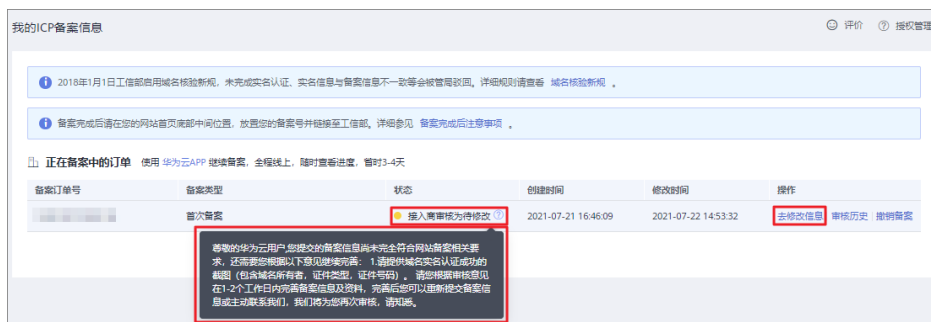 我的ICP备案信息 评价 授权管理
2018年1月1日工信部启用域名核验新规，未完成实名认证、实名信息与备案信息不一致等会被管局驳回。详细规则请查看 域名核验新规 。
备案完成后请在您的网站首页底部中间位置，放置您的备案号并链接至工信部。详细参见 备案完成后注意事项 。
正在备案中的订单 使用 华为云APP 继续备案，全程线上，随时查看进度，暂时3-4天
备案订单号 备案类型 状态 创建时间 修改时间 操作
首次备案 接入商审核为待修改 2021-07-21 16:46:09 2021-07-22 14:53:32 去修改信息 审核历史 撤销备案
尊敬的华为云用户,您提交的备案信息尚未完全符合网站备案相关要
求，还需要您根据以下意见继续完善： 1.请提供域名实名认证成功的
截图（包含域名所有者，证件类型，证件号码）。 请您根据审核意见
在1-2个工作日内完善备案信息及资料，完善后您可以重新提交备案信
息或主动联系我们，我们将为您再次审核，请知悉。